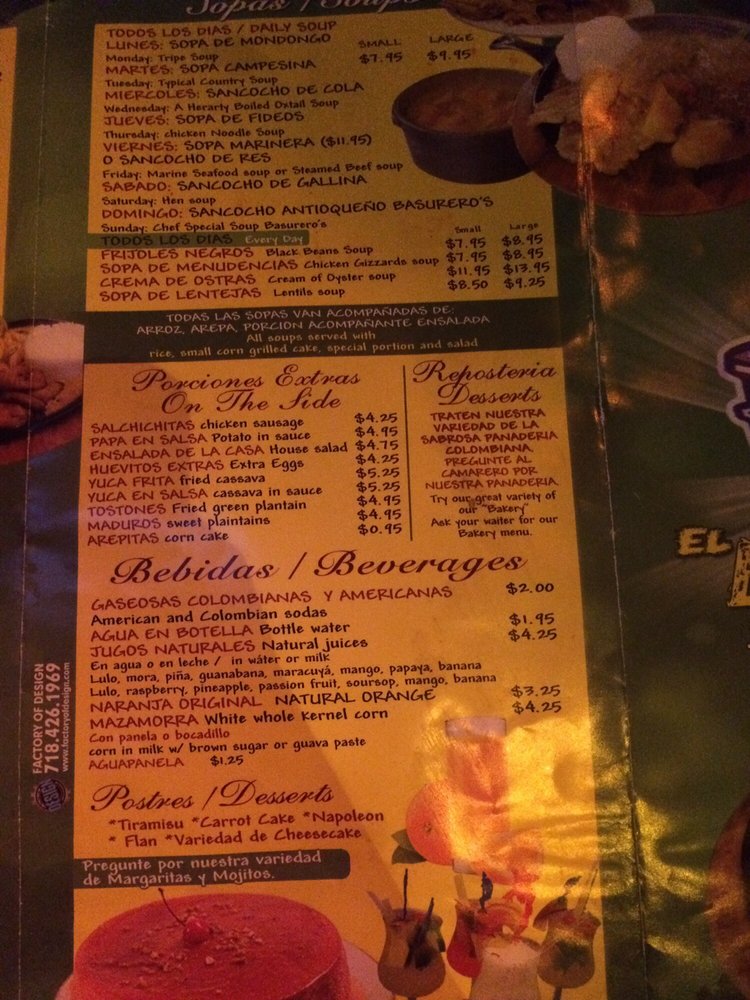 Sopas / Soups
TODOS LOS DIAS / DAILY SOUP
SMALL LARGE
LUNES: SOPA DE MONDONGO $7.95 $9.95
Monday: Tripe Soup
MARTES: SOPA CAMPESINA
Tuesday: Typical Country Soup
MIERCOLES: SANCOCHO DE COLA
Wednesday: A Herarty Boiled Oxtail Soup
JUEVES: SOPA DE FIDEOS
Thursday: chicken Noodle Soup
VIERNES: SOPA MARINERA ($11.95)
O SANCOCHO DE RES
Friday: Marine Seafood soup or Steamed Beef soup
SABADO: SANCOCHO DE GALLINA
Saturday: Hen soup
DOMINGO: SANCOCHO ANTIOQUEÑO BASURERO'S
Sunday: Chef Special Soup Basurero's
TODOS LOS DIAS Every Day Small Large
FRIJOLES NEGROS Black Beans Soup $7.95 $8.95
SOPA DE MENUDENCIAS Chicken Gizzards soup $7.95 $8.95
CREMA DE OSTRAS Cream of Oyster soup $11.95 $13.95
SOPA DE LENTEJAS Lentils soup $8.50 $9.25
TODAS LAS SOPAS VAN ACOMPAÑADAS DE:
ARROZ, AREPA, PORCION ACOMPAÑANTE ENSALADA
All soups served with
rice, small corn grilled cake, special portion and salad
Porciones Extras
On The Side
SALCHICHITAS chicken sausage $4.25
PAPA EN SALSA Potato in sauce $4.95
ENSALADA DE LA CASA House salad $4.75
HUEVITOS EXTRAS Extra Eggs $4.25
YUCA FRITA fried cassava $5.25
YUCA EN SALSA cassava in sauce $5.25
TOSTONES Fried green plantain $4.95
MADUROS sweet plaintains $4.95
AREPITAS corn cake $0.95
Reposteria
Desserts
TRATEN NUESTRA
VARIEDAD DE LA
SABROSA PANADERIA
COLOMBIANA.
PREGUNTE AL
CAMARERO POR
NUESTRA PANADERIA.
Try our great variety of
our "Bakery"
Ask your waiter for our
Bakery menu.
Bebidas / Beverages
GASEOSAS COLOMBIANAS Y AMERICANAS $2.00
American and Colombian sodas
AGUA EN BOTELLA Bottle water $1.95
JUGOS NATURALES Natural juices $4.25
En agua o en leche / in water or milk
Lulo, mora, piña, guanabana, maracuyá, mango, papaya, banana
Lulo, raspberry, pineapple, passion fruit, soursop, mango, banana
NARANJA ORIGINAL NATURAL ORANGE $3.25
MAZAMORRA White whole kernel corn $4.25
Con panela o bocadillo
corn in milk w/ brown sugar or guava paste
AGUAPANELA $1.25
Postres / Desserts
*Tiramisu *Carrot Cake *Napoleon
* Flan *Variedad de Cheesecake
Pregunte por nuestra variedad
de Margaritas y Mojitos.
FACTORY OF DESIGN
718.426.1969
www.factoryofdesign.com
EL